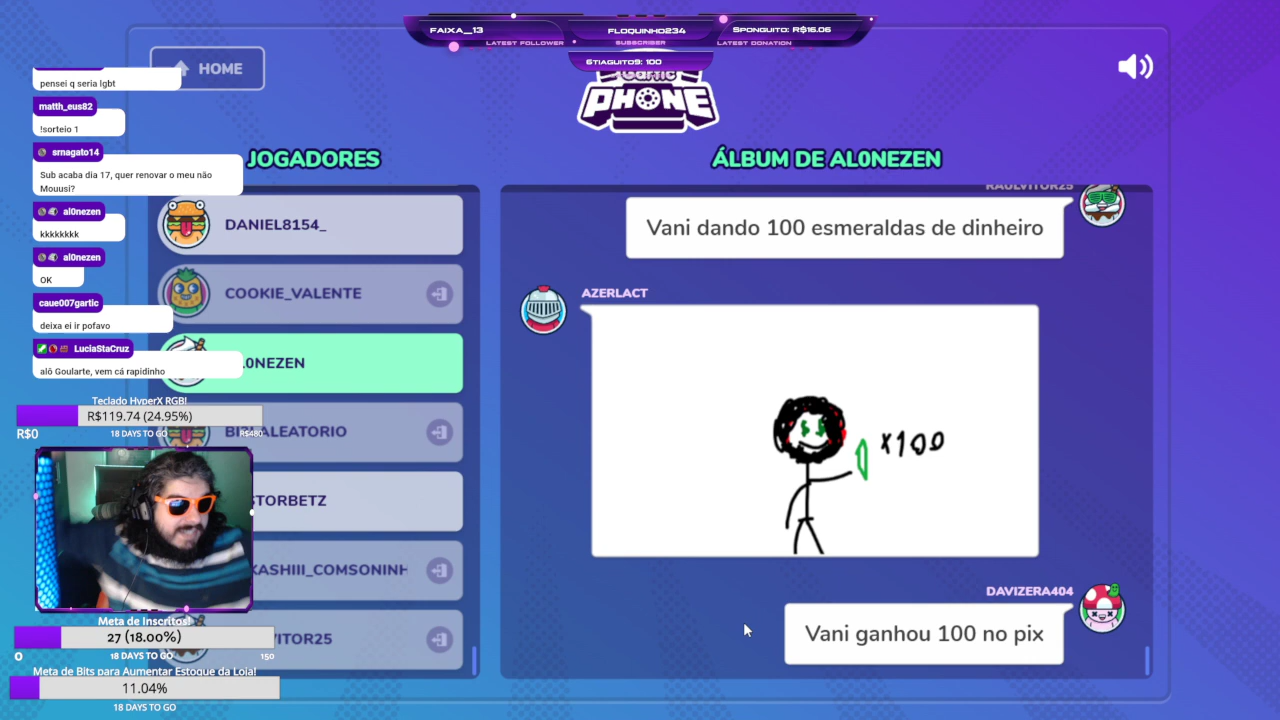 FAIXA_13
LATEST FOLLOWER
FLOQUINHO234
SUBSCRIBER
SPONGUITO: R$16.06
LATEST DONATION
6TIAGUITO9: 100
HOME
GARTIC
PHONE
pensei q seria lgbt
matth_eus82
!sorteio 1
srnagato14
Sub acaba dia 17, quer renovar o meu não
Mouusi?
al0nezen
kkkkkkkk
al0nezen
OK
caue007gartic
deixa ei ir pofavo
LuciaStaCruz
alô Goularte, vem cá rapidinho
Teclado HyperX RGB!
R$119.74 (24.95%)
R$0
18 DAYS TO GO
R$480
Meta de Inscritos!
27 (18.00%)
0
18 DAYS TO GO
150
Meta de Bits para Aumentar Estoque da Loja!
11.04%
18 DAYS TO GO
JOGADORES
DANIEL8154_
COOKIE_VALENTE
L0NEZEN
ALEATORIO
STORBETZ
KASHIII_COMSONINH
VITOR25
ÁLBUM DE AL0NEZEN
RAULVITOR25
Vani dando 100 esmeraldas de dinheiro
AZERLACT
x100
DAVIZERA404
Vani ganhou 100 no pix